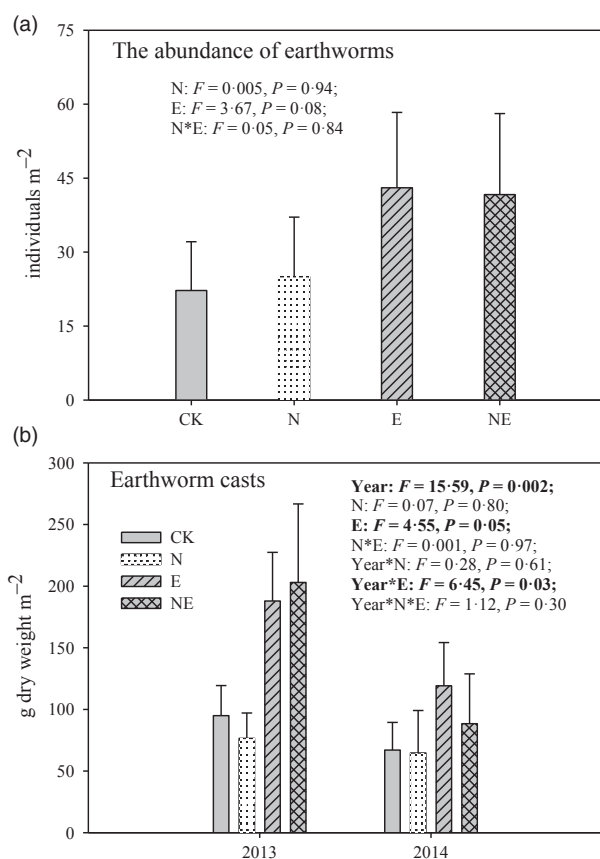 (a)
75
60
45
30
15
0
individuals m⁻²
The abundance of earthworms
N: F = 0·005, P = 0·94;
E: F = 3·67, P = 0·08;
N*E: F = 0·05, P = 0·84
CK N E NE
(b)
300
250
200
150
100
50
0
g dry weight m⁻²
Earthworm casts
CK
N
E
NE
Year: F = 15·59, P = 0·002;
N: F = 0·07, P = 0·80;
E: F = 4·55, P = 0·05;
N*E: F = 0·001, P = 0·97;
Year*N: F = 0·28, P = 0·61;
Year*E: F = 6·45, P = 0·03;
Year*N*E: F = 1·12, P = 0·30
2013 2014